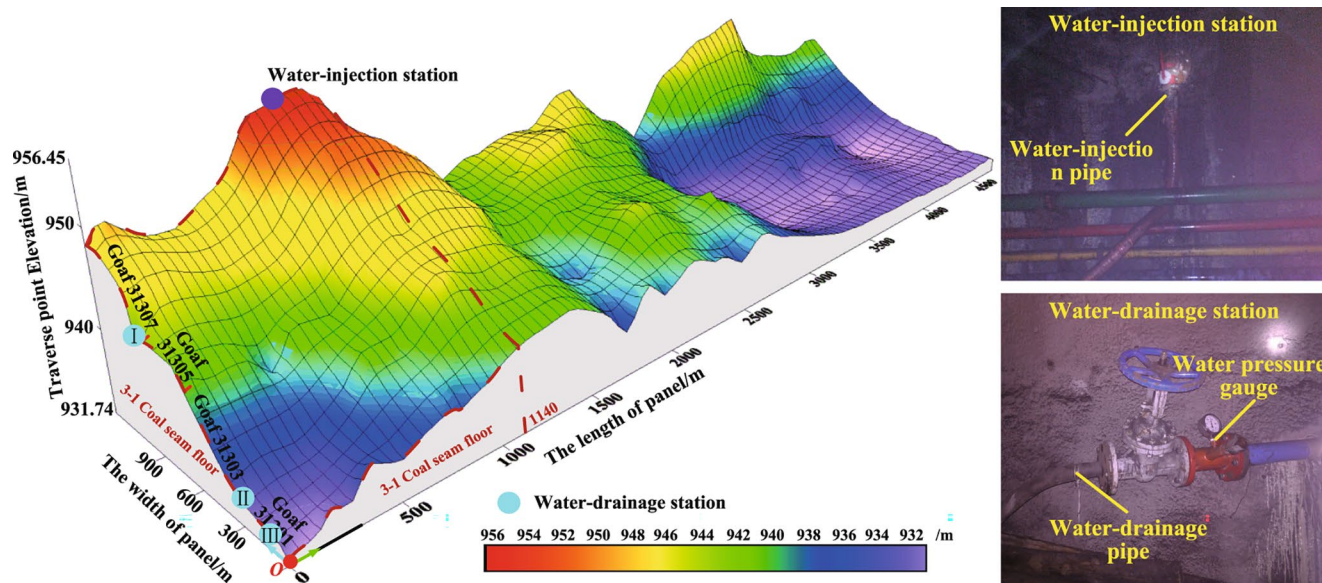 Water-injection station
956.45
950
940
931.74
Traverse point Elevation/m
Goaf 31307
Goaf
31305
Goaf 31303
Goaf
31301
I
II
III
3-1 Coal seam floor
3-1 Coal seam floor
900
600
300
The width of panel/m
O
0
500
1000
1140
1500
2000
2500
3000
3500
4000
4500
The length of panel/m
Water-drainage station
956 954 952 950 948 946 944 942 940 938 936 934 932 /m
Water-injection station
Water-injectio
n pipe
Water-drainage station
Water pressure
gauge
Water-drainage
pipe